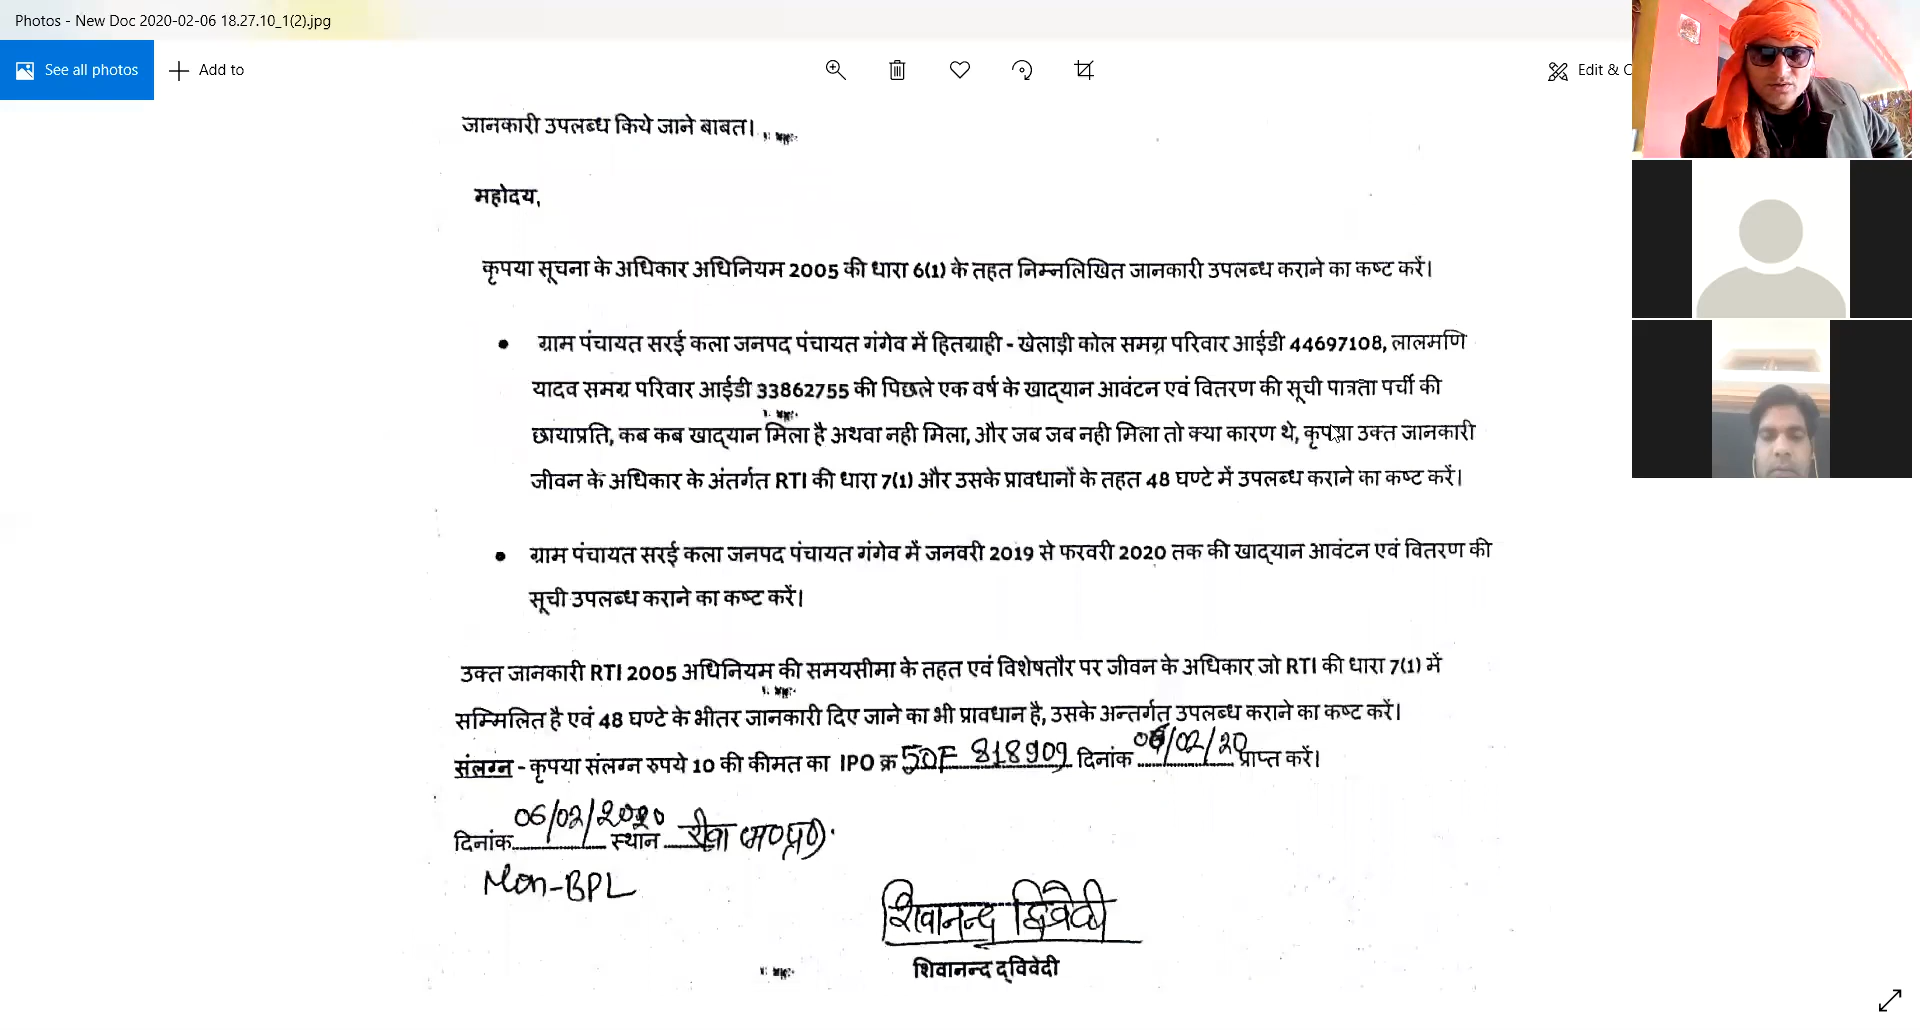 Photos - New Doc 2020-02-06 18.27.10_1(2).jpg
See all photos
Add to
Edit & C
जानकारी उपलब्ध किये जाने बाबत।
महोदय,
कृपया सूचना के अधिकार अधिनियम 2005 की धारा 6(1) के तहत निम्नलिखित जानकारी उपलब्ध कराने का कष्ट करें।
• ग्राम पंचायत सरई कला जनपद पंचायत गंगेव में हितग्राही - खेलाड़ी कोल समग्र परिवार आईडी 44697108, लालमणि
यादव समग्र परिवार आईडी 33862755 की पिछले एक वर्ष के खाद्यान आवंटन एवं वितरण की सूची पात्रता पर्ची की
छायाप्रति, कब कब खाद्यान मिला है अथवा नही मिला, और जब जब नही मिला तो क्या कारण थे, कृपया उक्त जानकारी
जीवन के अधिकार के अंतर्गत RTI की धारा 7(1) और उसके प्रावधानों के तहत 48 घण्टे में उपलब्ध कराने का कष्ट करें।
• ग्राम पंचायत सरई कला जनपद पंचायत गंगेव में जनवरी 2019 से फरवरी 2020 तक की खाद्यान आवंटन एवं वितरण की
सूची उपलब्ध कराने का कष्ट करें।
उक्त जानकारी RTI 2005 अधिनियम की समयसीमा के तहत एवं विशेषतौर पर जीवन के अधिकार जो RTI की धारा 7(1) में
सम्मिलित है एवं 48 घण्टे के भीतर जानकारी दिए जाने का भी प्रावधान है, उसके अन्तर्गत उपलब्ध कराने का कष्ट करें।
संलग्न - कृपया संलग्न रुपये 10 की कीमत का IPO क्र 50F 818909 दिनांक 06/02/20 प्राप्त करें।
दिनांक 06/02/2020 स्थान रीवा म०प्र०.
Non-BPL
शिवानन्द द्विवेदी
शिवानन्द द्विवेदी